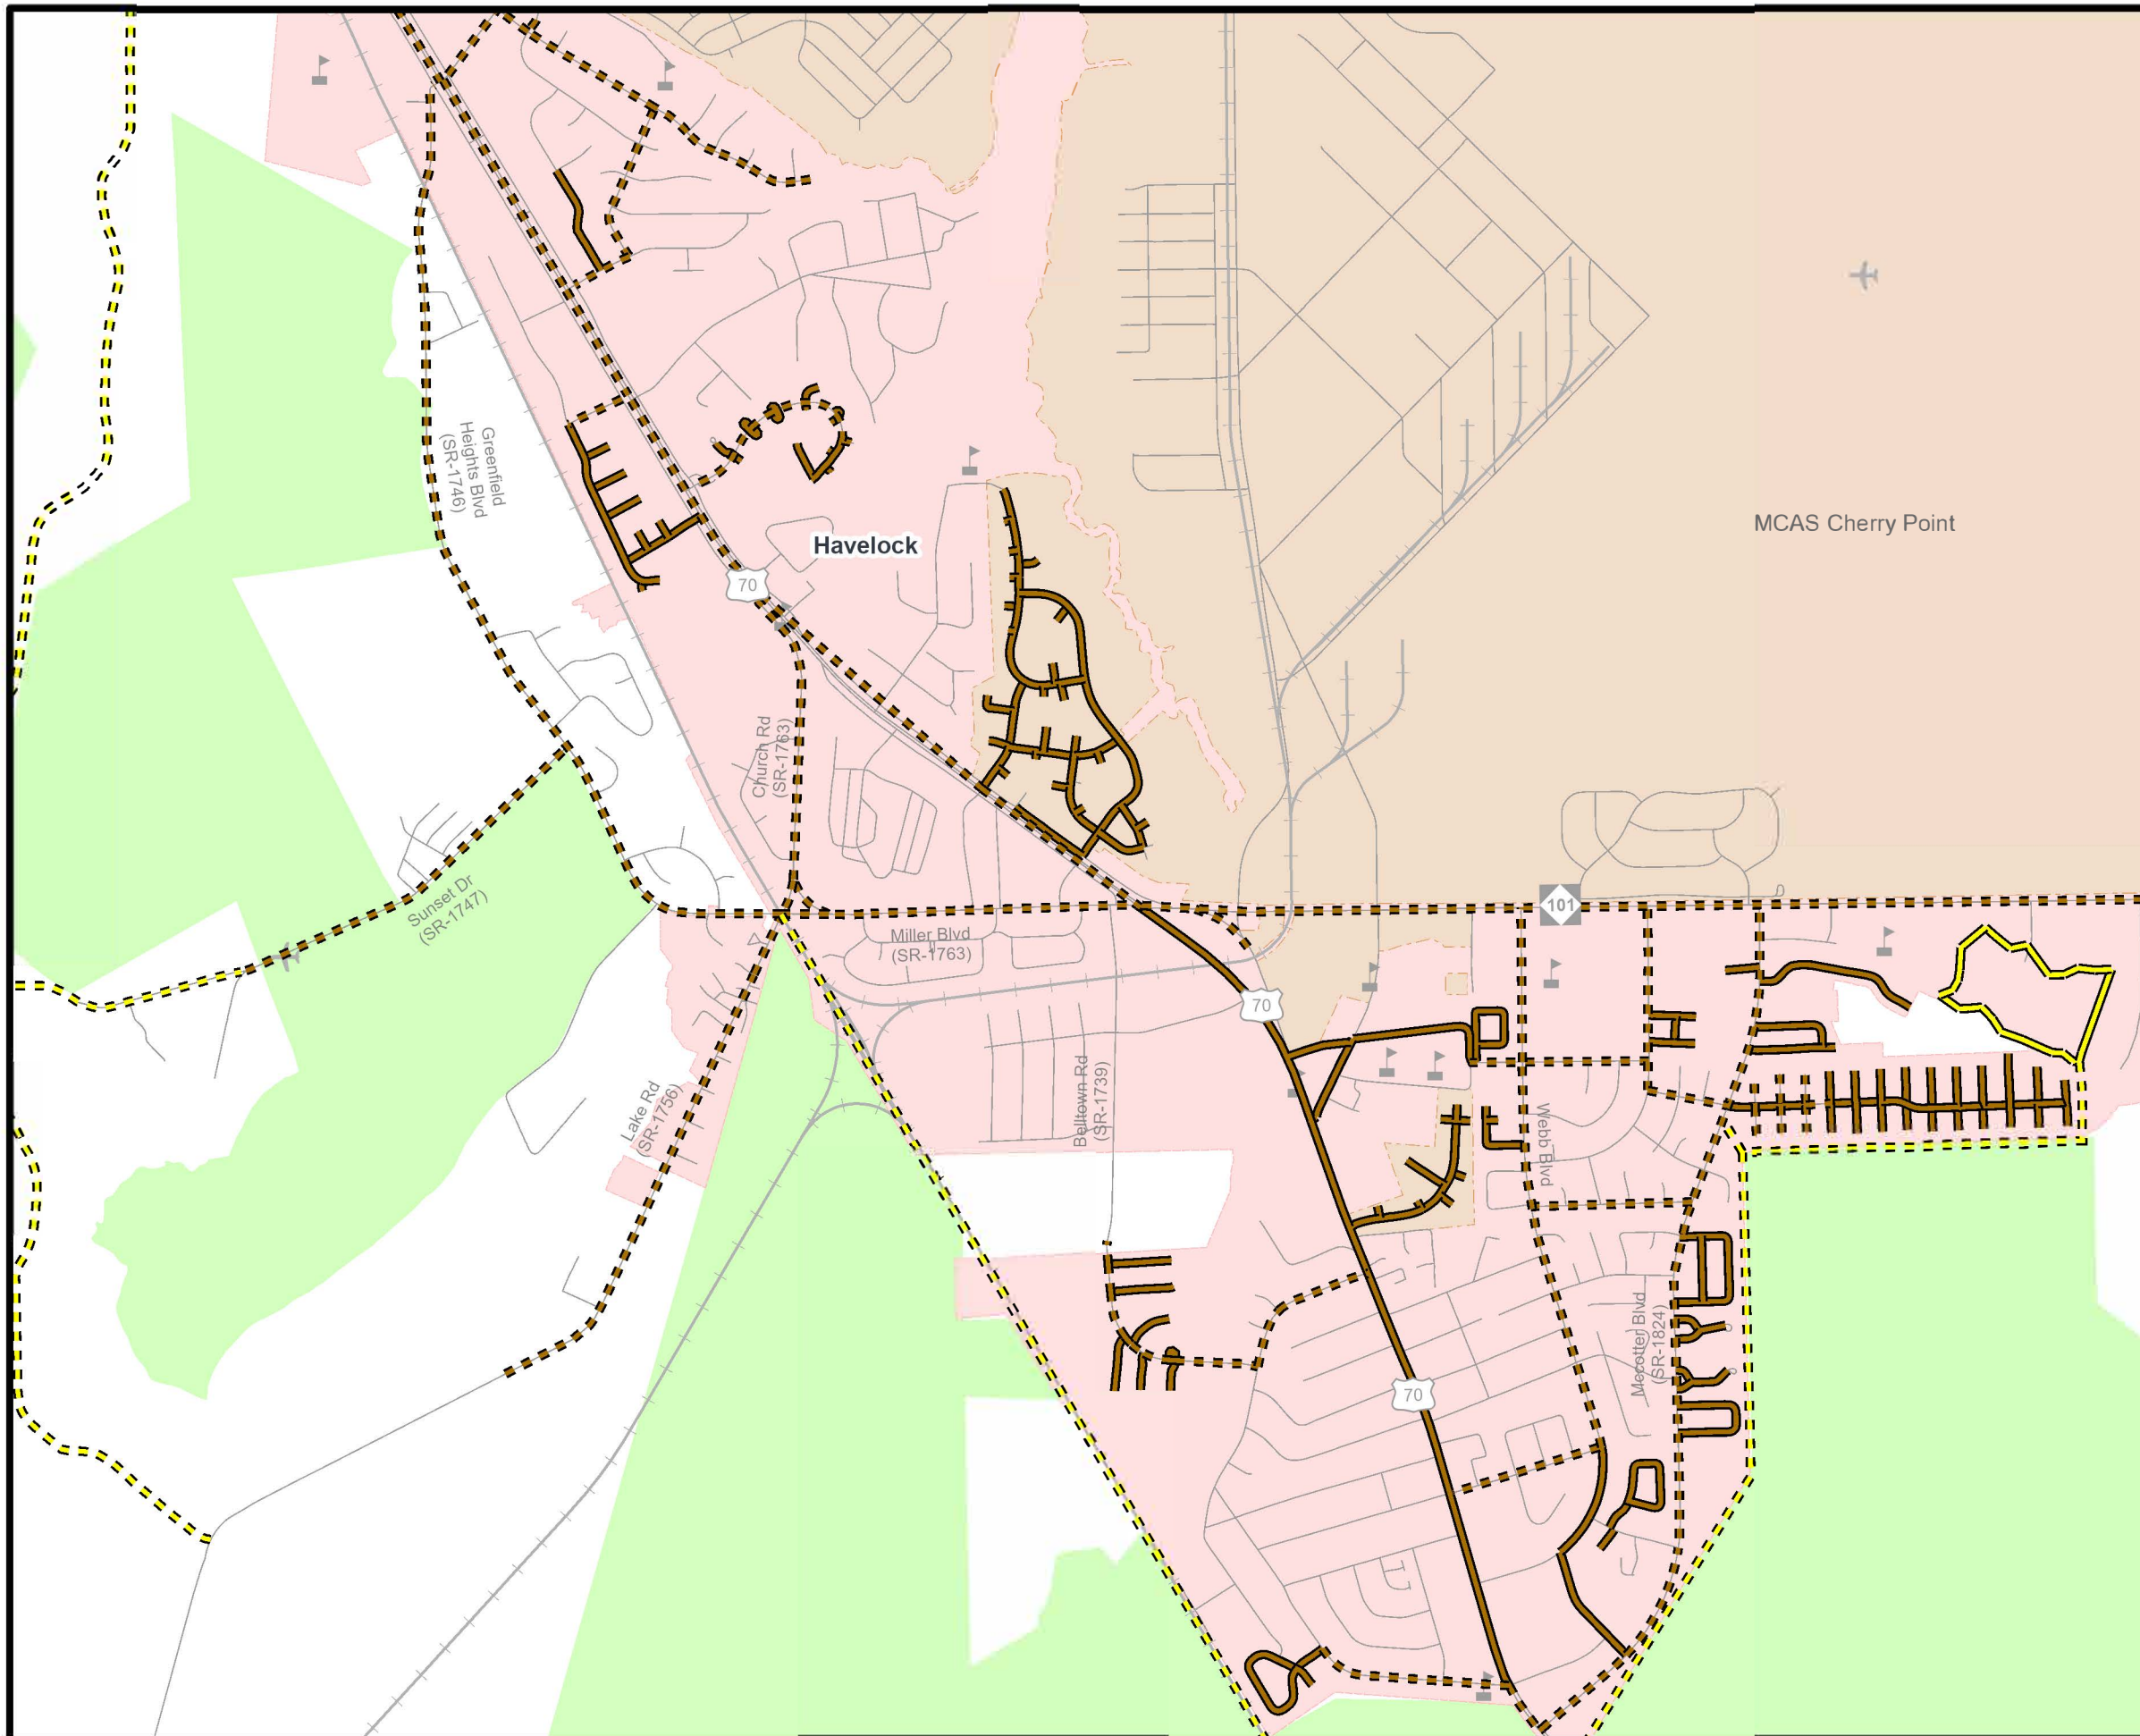 Greenfield
Heights Blvd
(SR-1746)
Havelock
MCAS Cherry Point
70
Church Rd
(SR-1763)
Sunset Dr
(SR-1747)
101
Miller Blvd
(SR-1763)
70
Lake Rd
(SR-1756)
Belltown Rd
(SR-1739)
Webb Blvd
Mccotter Blvd
(SR-1824)
70